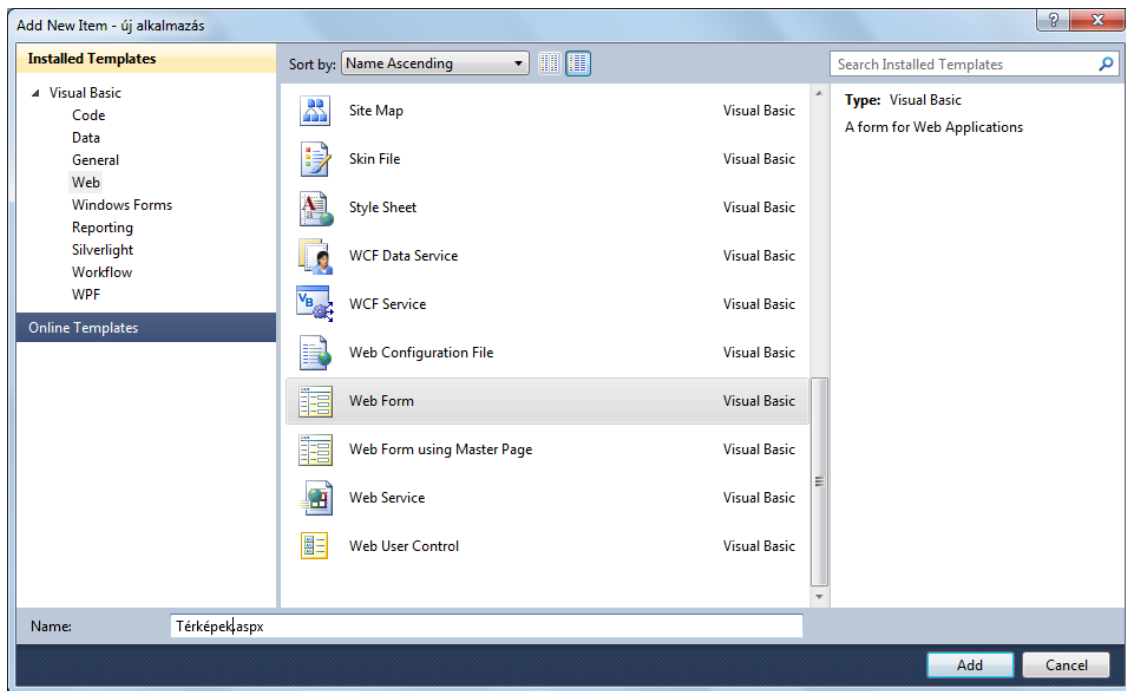 Add New Item - új alkalmazás
Installed Templates
Visual Basic
Code
Data
General
Web
Windows Forms
Reporting
Silverlight
Workflow
WPF
Online Templates
Sort by: Name Ascending
Site Map Visual Basic
Skin File Visual Basic
Style Sheet Visual Basic
WCF Data Service Visual Basic
WCF Service Visual Basic
Web Configuration File Visual Basic
Web Form Visual Basic
Web Form using Master Page Visual Basic
Web Service Visual Basic
Web User Control Visual Basic
Search Installed Templates
Type: Visual Basic
A form for Web Applications
Name: Térképek.aspx
Add Cancel